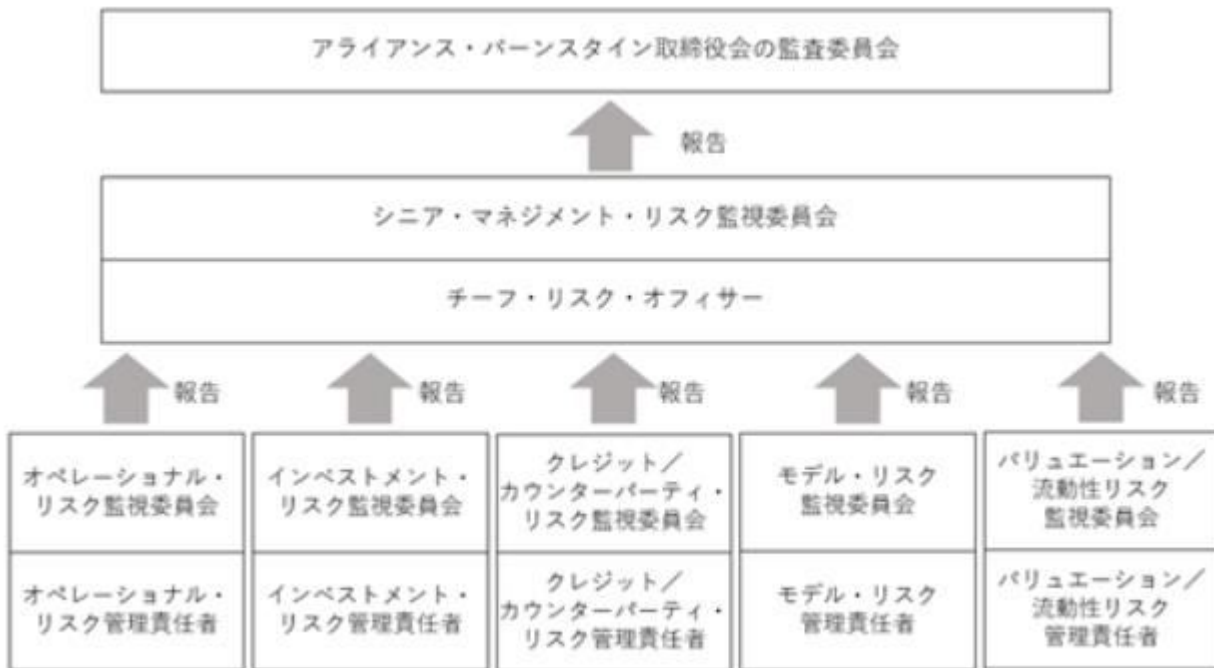 アライアンス・バーンスタイン取締役会の監査委員会
報告
シニア・マネジメント・リスク監視委員会
チーフ・リスク・オフィサー
報告
報告
報告
報告
報告
オペレーショナル・
リスク監視委員会
インベストメント・
リスク監視委員会
クレジット／
カウンターパーティ・
リスク監視委員会
モデル・リスク
監視委員会
バリュエーション／
流動性リスク
監視委員会
オペレーショナル・
リスク管理責任者
インベストメント・
リスク管理責任者
クレジット／
カウンターパーティ・
リスク管理責任者
モデル・リスク
管理責任者
バリュエーション／
流動性リスク
管理責任者